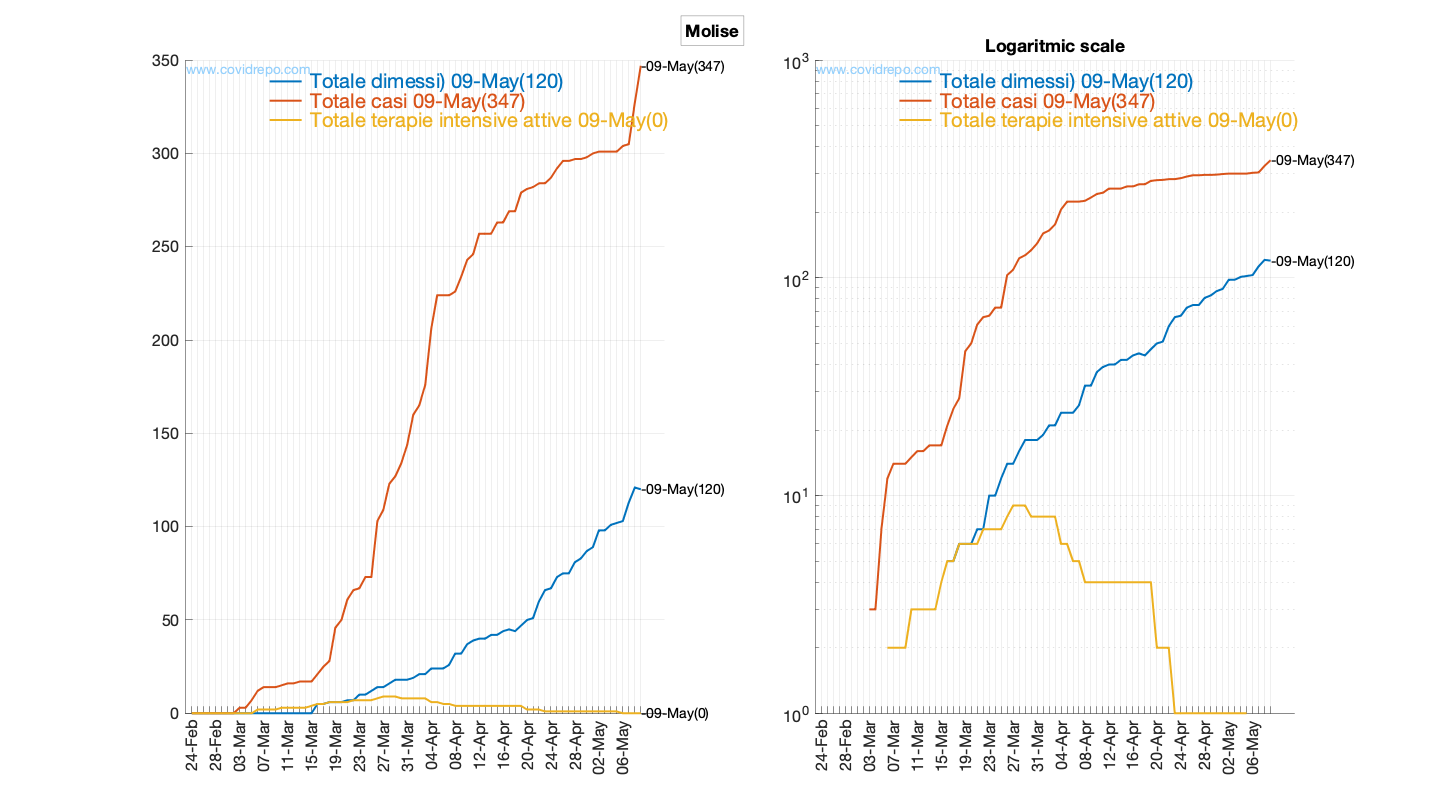 Molise
www.covidrepo.com
Totale dimessi) 09-May(120)
Totale casi 09-May(347)
Totale terapie intensive attive 09-May(0)
350
300
250
200
150
100
50
0
-09-May(347)
-09-May(120)
-09-May(0)
24-Feb
28-Feb
03-Mar
07-Mar
11-Mar
15-Mar
19-Mar
23-Mar
27-Mar
31-Mar
04-Apr
08-Apr
12-Apr
16-Apr
20-Apr
24-Apr
28-Apr
02-May
06-May
Logaritmic scale
www.covidrepo.com
Totale dimessi) 09-May(120)
Totale casi 09-May(347)
Totale terapie intensive attive 09-May(0)
10³
10²
10¹
10⁰
-09-May(347)
-09-May(120)
24-Feb
28-Feb
03-Mar
07-Mar
11-Mar
15-Mar
19-Mar
23-Mar
27-Mar
31-Mar
04-Apr
08-Apr
12-Apr
16-Apr
20-Apr
24-Apr
28-Apr
02-May
06-May